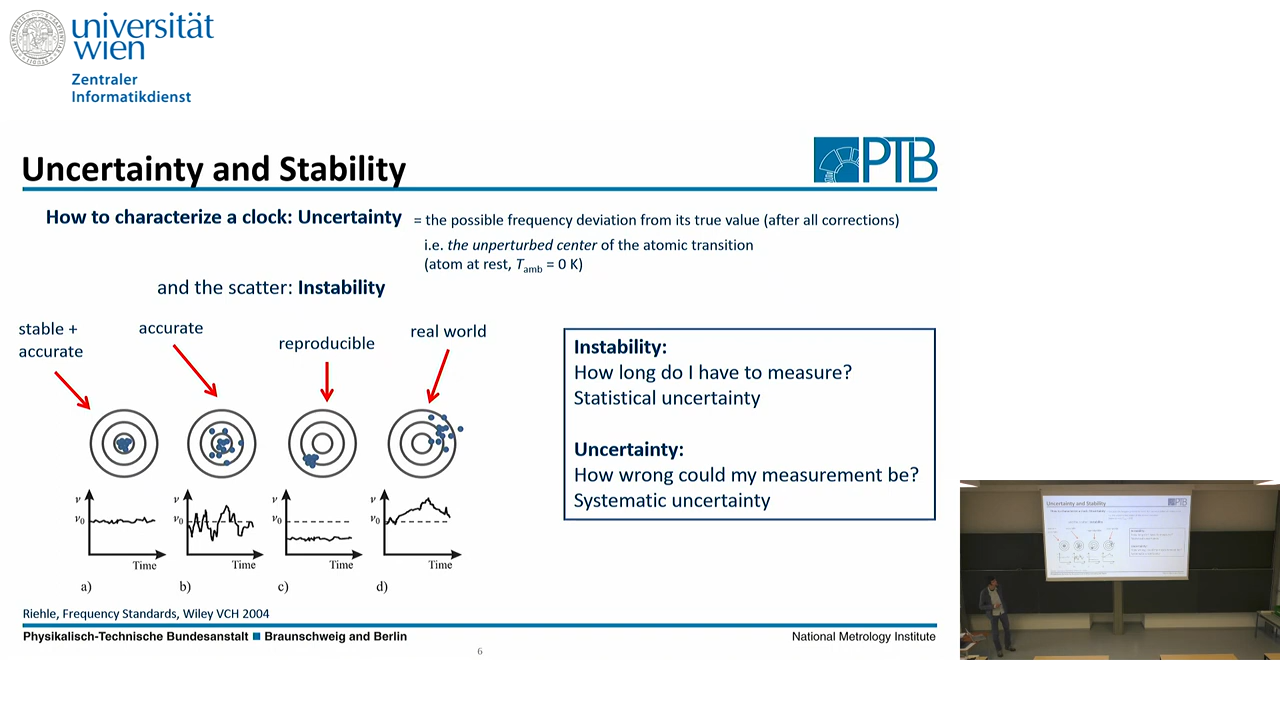 universität
wien
Zentraler
Informatikdienst
Uncertainty and Stability
PTB
How to characterize a clock: Uncertainty = the possible frequency deviation from its true value (after all corrections)
i.e. the unperturbed center of the atomic transition
(atom at rest, Tamb = 0 K)
and the scatter: Instability
stable +
accurate
accurate
reproducible
real world
Instability:
How long do I have to measure?
Statistical uncertainty
Uncertainty:
How wrong could my measurement be?
Systematic uncertainty
ν ν ν ν
ν0 ν0 ν0 ν0
Time Time Time Time
a) b) c) d)
Riehle, Frequency Standards, Wiley VCH 2004
Physikalisch-Technische Bundesanstalt ■ Braunschweig and Berlin
National Metrology Institute
6
Uncertainty and Stability
PTB